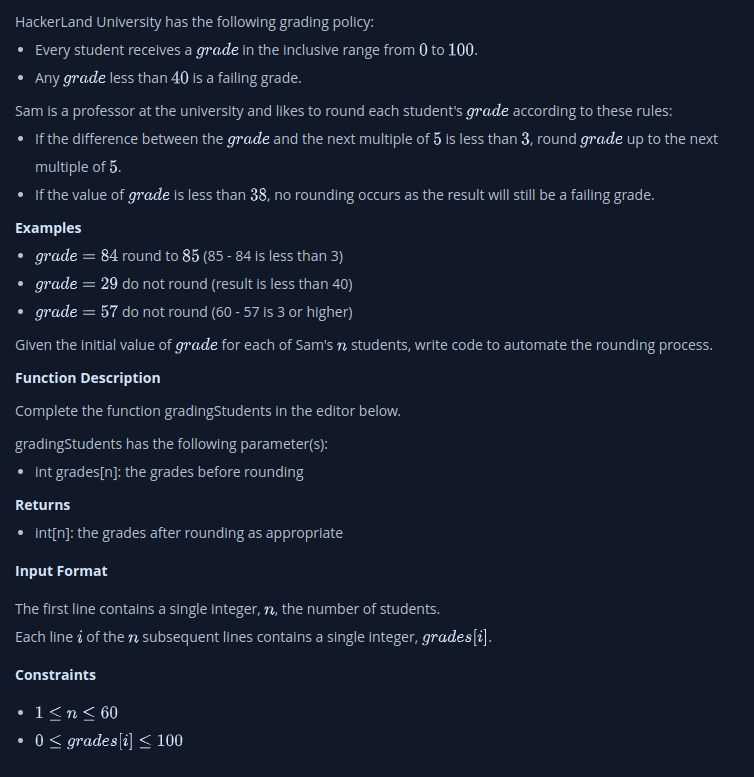 HackerLand University has the following grading policy:
• Every student receives a grade in the inclusive range from 0 to 100.
• Any grade less than 40 is a failing grade.
Sam is a professor at the university and likes to round each student's grade according to these rules:
• If the difference between the grade and the next multiple of 5 is less than 3, round grade up to the next
multiple of 5.
• If the value of grade is less than 38, no rounding occurs as the result will still be a failing grade.
Examples
• grade = 84 round to 85 (85 - 84 is less than 3)
• grade = 29 do not round (result is less than 40)
• grade = 57 do not round (60 - 57 is 3 or higher)
Given the initial value of grade for each of Sam's n students, write code to automate the rounding process.
Function Description
Complete the function gradingStudents in the editor below.
gradingStudents has the following parameter(s):
• int grades[n]: the grades before rounding
Returns
• int[n]: the grades after rounding as appropriate
Input Format
The first line contains a single integer, n, the number of students.
Each line i of the n subsequent lines contains a single integer, grades[i].
Constraints
• 1 ≤ n ≤ 60
• 0 ≤ grades[i] ≤ 100